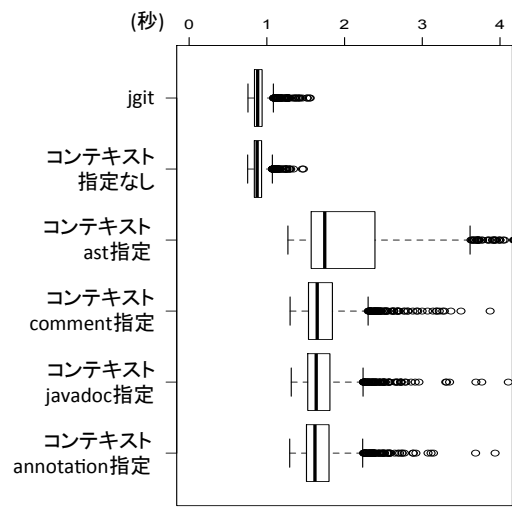 (秒)
0 1 2 3 4
jgit
コンテキスト
指定なし
コンテキスト
ast指定
コンテキスト
comment指定
コンテキスト
javadoc指定
コンテキスト
annotation指定